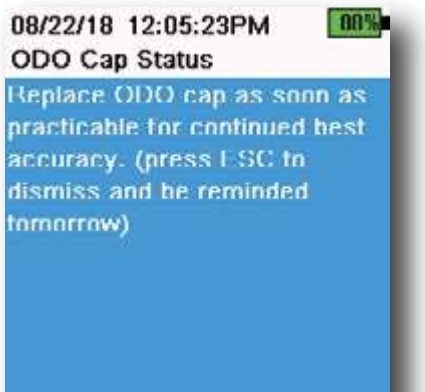 08/22/18 12:05:23PM
ODO Cap Status
Replace ODO cap as soon as
practicable for continued best
accuracy. (press ESC to
dismiss and be reminded
tomorrow)